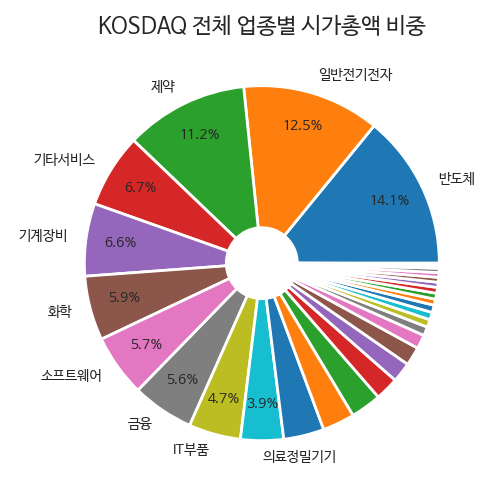 KOSDAQ 전체 업종별 시가총액 비중
일반전기전자
제약
12.5%
11.2%
기타서비스
반도체
6.7%
14.1%
기계장비
6.6%
5.9%
화학
5.7%
소프트웨어
5.6%
4.7%
3.9%
금융
IT부품
의료정밀기기